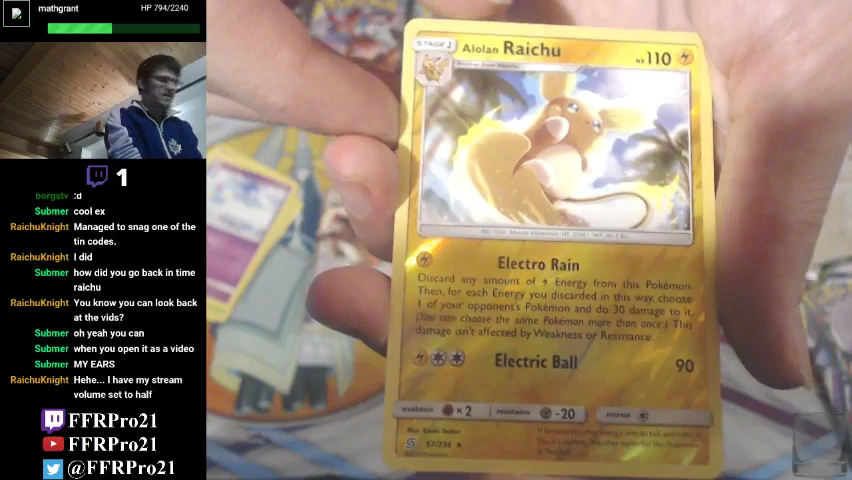 mathgrant HP 794/2240
1
borgstv :d
Submer cool ex
RaichuKnight Managed to snag one of the
tin codes.
RaichuKnight I did
Submer how did you go back in time
raichu
RaichuKnight You know you can look back
at the vids?
Submer oh yeah you can
Submer when you open it as a video
Submer MY EARS
RaichuKnight Hehe... I have my stream
volume set to half
FFRPro21
FFRPro21
@FFRPro21
STAGE 1 Alolan Raichu HP 110
Electro Rain
Discard any amount of Energy from this Pokémon.
Then, for each Energy you discarded in this way, choose
1 of your opponent's Pokémon and do 30 damage to it.
(You can choose the same Pokémon more than once.) This
damage isn't affected by Weakness or Resistance.
Electric Ball 90
weakness ×2 resistance -20 retreat
57/236